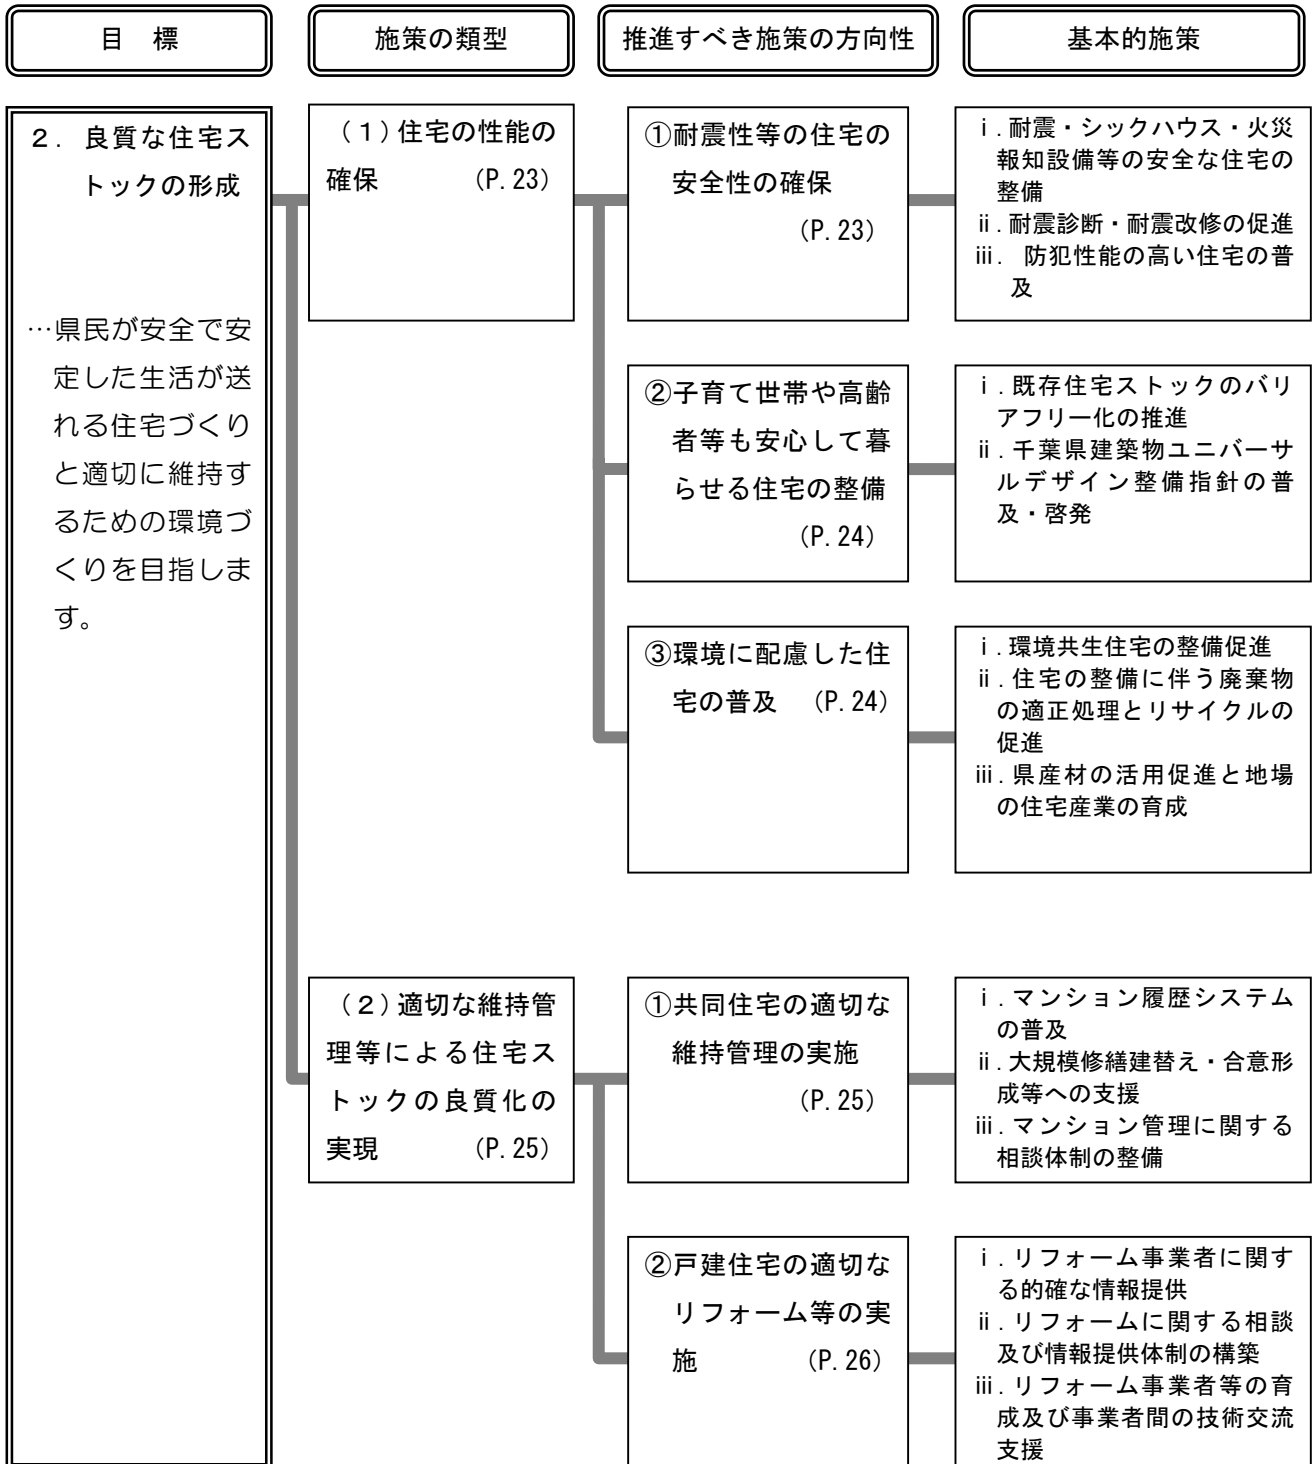 目　標
施策の類型
推進すべき施策の方向性
基本的施策
２．良質な住宅ス
トックの形成
…県民が安全で安
定した生活が送
れる住宅づくり
と適切に維持す
るための環境づ
くりを目指しま
す。
（１）住宅の性能の
確保　　　（P.23）
①耐震性等の住宅の
安全性の確保
（P.23）
ⅰ．耐震・シックハウス・火災
報知設備等の安全な住宅の
整備
ⅱ．耐震診断・耐震改修の促進
ⅲ．防犯性能の高い住宅の普
及
②子育て世帯や高齢
者等も安心して暮
らせる住宅の整備
（P.24）
ⅰ．既存住宅ストックのバリ
アフリー化の推進
ⅱ．千葉県建築物ユニバーサ
ルデザイン整備指針の普
及・啓発
③環境に配慮した住
宅の普及　（P.24）
ⅰ．環境共生住宅の整備促進
ⅱ．住宅の整備に伴う廃棄物
の適正処理とリサイクルの
促進
ⅲ．県産材の活用促進と地場
の住宅産業の育成
（２）適切な維持管
理等による住宅ス
トックの良質化の
実現　　　（P.25）
①共同住宅の適切な
維持管理の実施
（P.25）
ⅰ．マンション履歴システム
の普及
ⅱ．大規模修繕建替え・合意形
成等への支援
ⅲ．マンション管理に関する
相談体制の整備
②戸建住宅の適切な
リフォーム等の実
施　　　（P.26）
ⅰ．リフォーム事業者に関す
る的確な情報提供
ⅱ．リフォームに関する相談
及び情報提供体制の構築
ⅲ．リフォーム事業者等の育
成及び事業者間の技術交流
支援